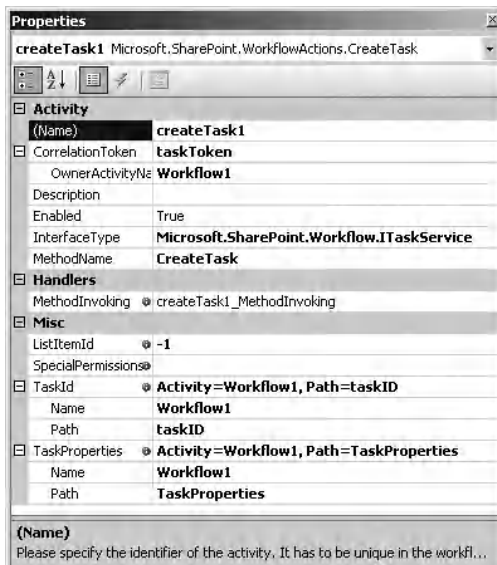 Properties
createTask1 Microsoft.SharePoint.WorkflowActions.CreateTask
Activity
(Name) createTask1
CorrelationToken taskToken
OwnerActivityNa Workflow1
Description
Enabled True
InterfaceType Microsoft.SharePoint.Workflow.ITaskService
MethodName CreateTask
Handlers
MethodInvoking createTask1_MethodInvoking
Misc
ListItemId -1
SpecialPermissions
TaskId Activity=Workflow1, Path=taskID
Name Workflow1
Path taskID
TaskProperties Activity=Workflow1, Path=TaskProperties
Name Workflow1
Path TaskProperties
(Name)
Please specify the identifier of the activity. It has to be unique in the workfl...